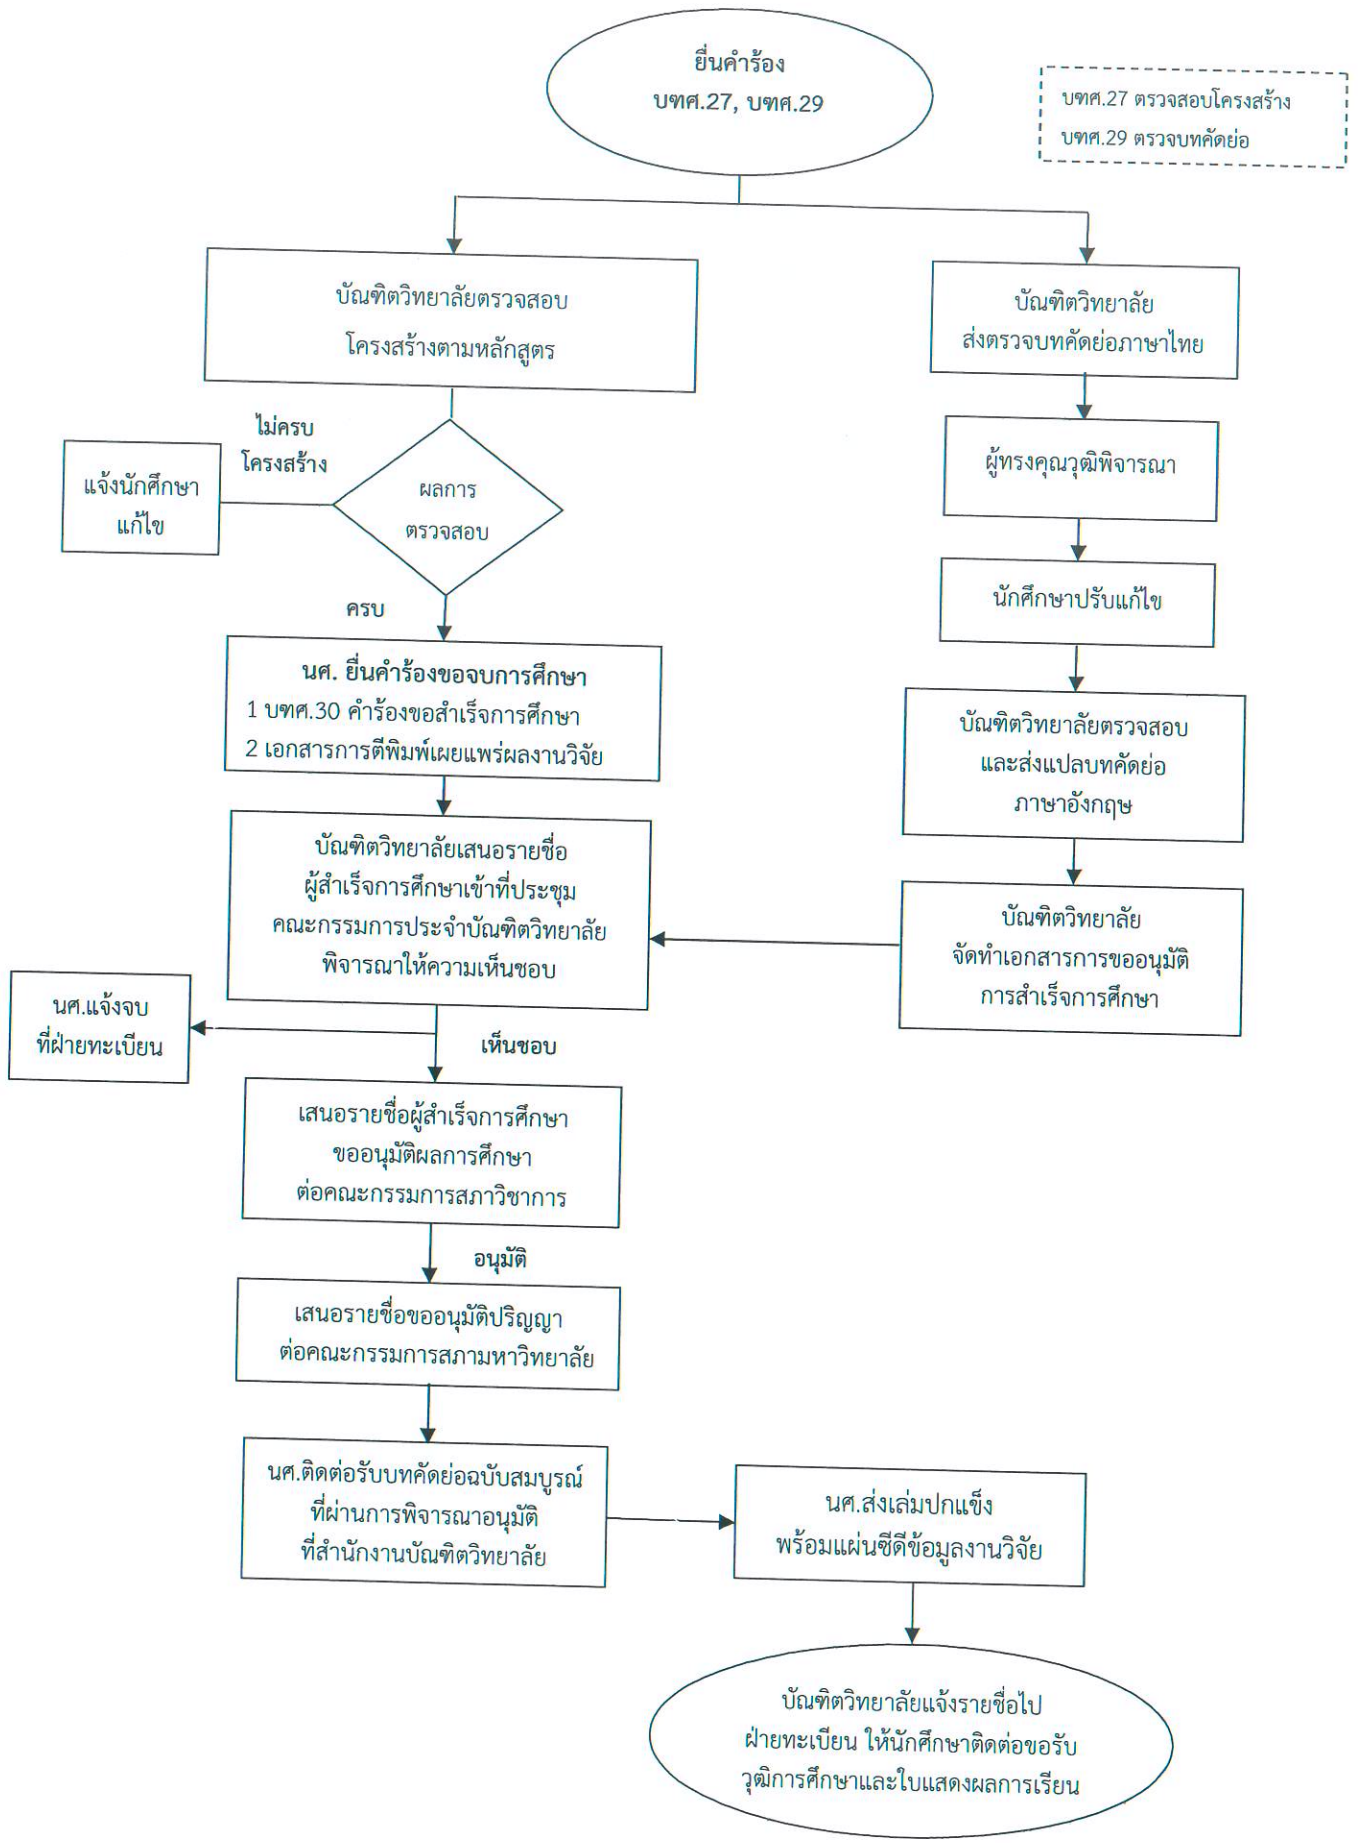 ยื่นคำร้อง
บฑศ.27, บฑศ.29
บฑศ.27 ตรวจสอบโครงสร้าง
บฑศ.29 ตรวจบทคัดย่อ
บัณฑิตวิทยาลัยตรวจสอบ
โครงสร้างตามหลักสูตร
บัณฑิตวิทยาลัย
ส่งตรวจบทคัดย่อภาษาไทย
ไม่ครบ
โครงสร้าง
แจ้งนักศึกษา
แก้ไข
ผลการ
ตรวจสอบ
ผู้ทรงคุณวุฒิพิจารณา
นักศึกษาปรับแก้ไข
ครบ
นศ. ยื่นคำร้องขอจบการศึกษา
1 บฑศ.30 คำร้องขอสำเร็จการศึกษา
2 เอกสารการตีพิมพ์เผยแพร่ผลงานวิจัย
บัณฑิตวิทยาลัยตรวจสอบ
และส่งแปลบทคัดย่อ
ภาษาอังกฤษ
บัณฑิตวิทยาลัยเสนอรายชื่อ
ผู้สำเร็จการศึกษาเข้าที่ประชุม
คณะกรรมการประจำบัณฑิตวิทยาลัย
พิจารณาให้ความเห็นชอบ
บัณฑิตวิทยาลัย
จัดทำเอกสารการขออนุมัติ
การสำเร็จการศึกษา
นศ.แจ้งจบ
ที่ฝ่ายทะเบียน
เห็นชอบ
เสนอรายชื่อผู้สำเร็จการศึกษา
ขออนุมัติผลการศึกษา
ต่อคณะกรรมการสภาวิชาการ
อนุมัติ
เสนอรายชื่อขออนุมัติปริญญา
ต่อคณะกรรมการสภามหาวิทยาลัย
นศ.ติดต่อรับบทคัดย่อฉบับสมบูรณ์
ที่ผ่านการพิจารณาอนุมัติ
ที่สำนักงานบัณฑิตวิทยาลัย
นศ.ส่งเล่มปกแข็ง
พร้อมแผ่นซีดีข้อมูลงานวิจัย
บัณฑิตวิทยาลัยแจ้งรายชื่อไป
ฝ่ายทะเบียน ให้นักศึกษาติดต่อขอรับ
วุฒิการศึกษาและใบแสดงผลการเรียน